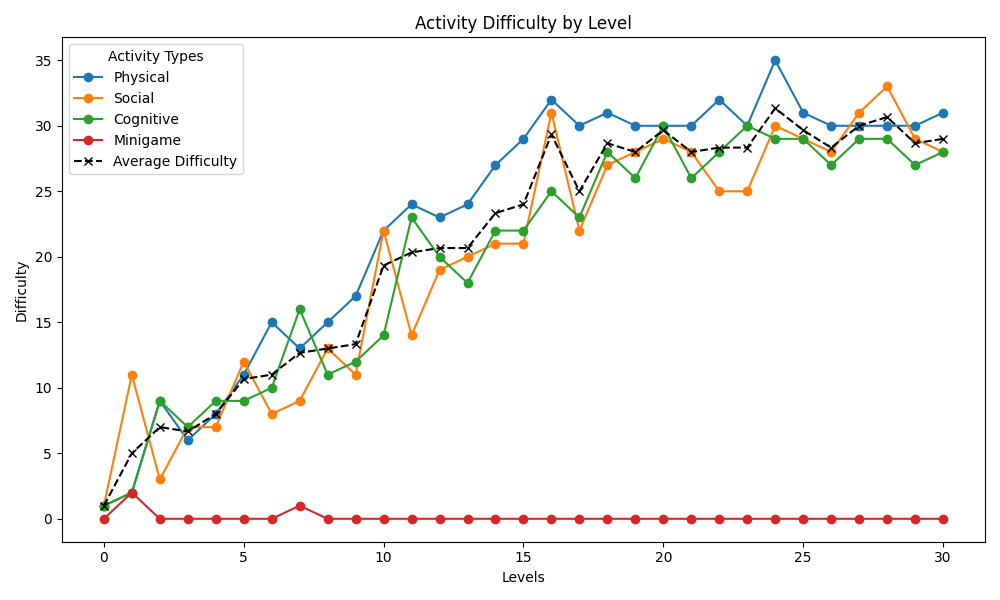 Activity Difficulty by Level
Activity Types
Physical
Social
Cognitive
Minigame
Average Difficulty
Difficulty
35
30
25
20
15
10
5
0
0 5 10 15 20 25 30
Levels